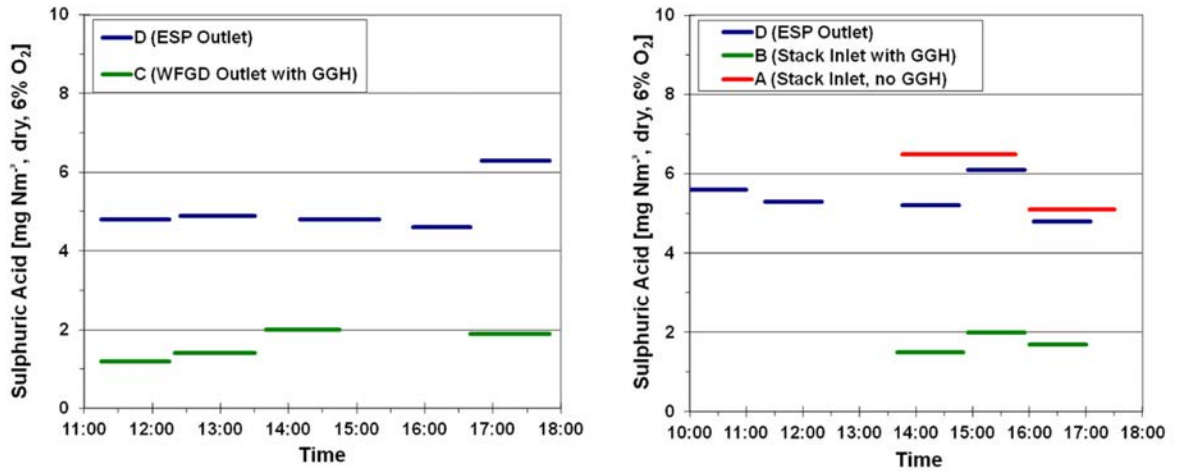 10
8
6
4
2
0
Sulphuric Acid [mg Nm⁻³, dry, 6% O₂]
D (ESP Outlet)
C (WFGD Outlet with GGH)
11:00 12:00 13:00 14:00 15:00 16:00 17:00 18:00
Time
10
8
6
4
2
0
Sulphuric Acid [mg Nm⁻³, dry, 6% O₂]
D (ESP Outlet)
B (Stack Inlet with GGH)
A (Stack Inlet, no GGH)
10:00 11:00 12:00 13:00 14:00 15:00 16:00 17:00 18:00
Time